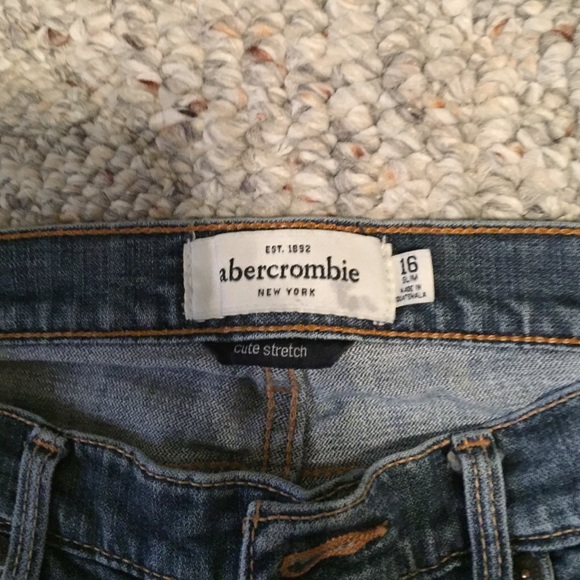 EST. 1892
abercrombie
NEW YORK
16
SLIM
MADE IN
GUATEMALA
cute stretch